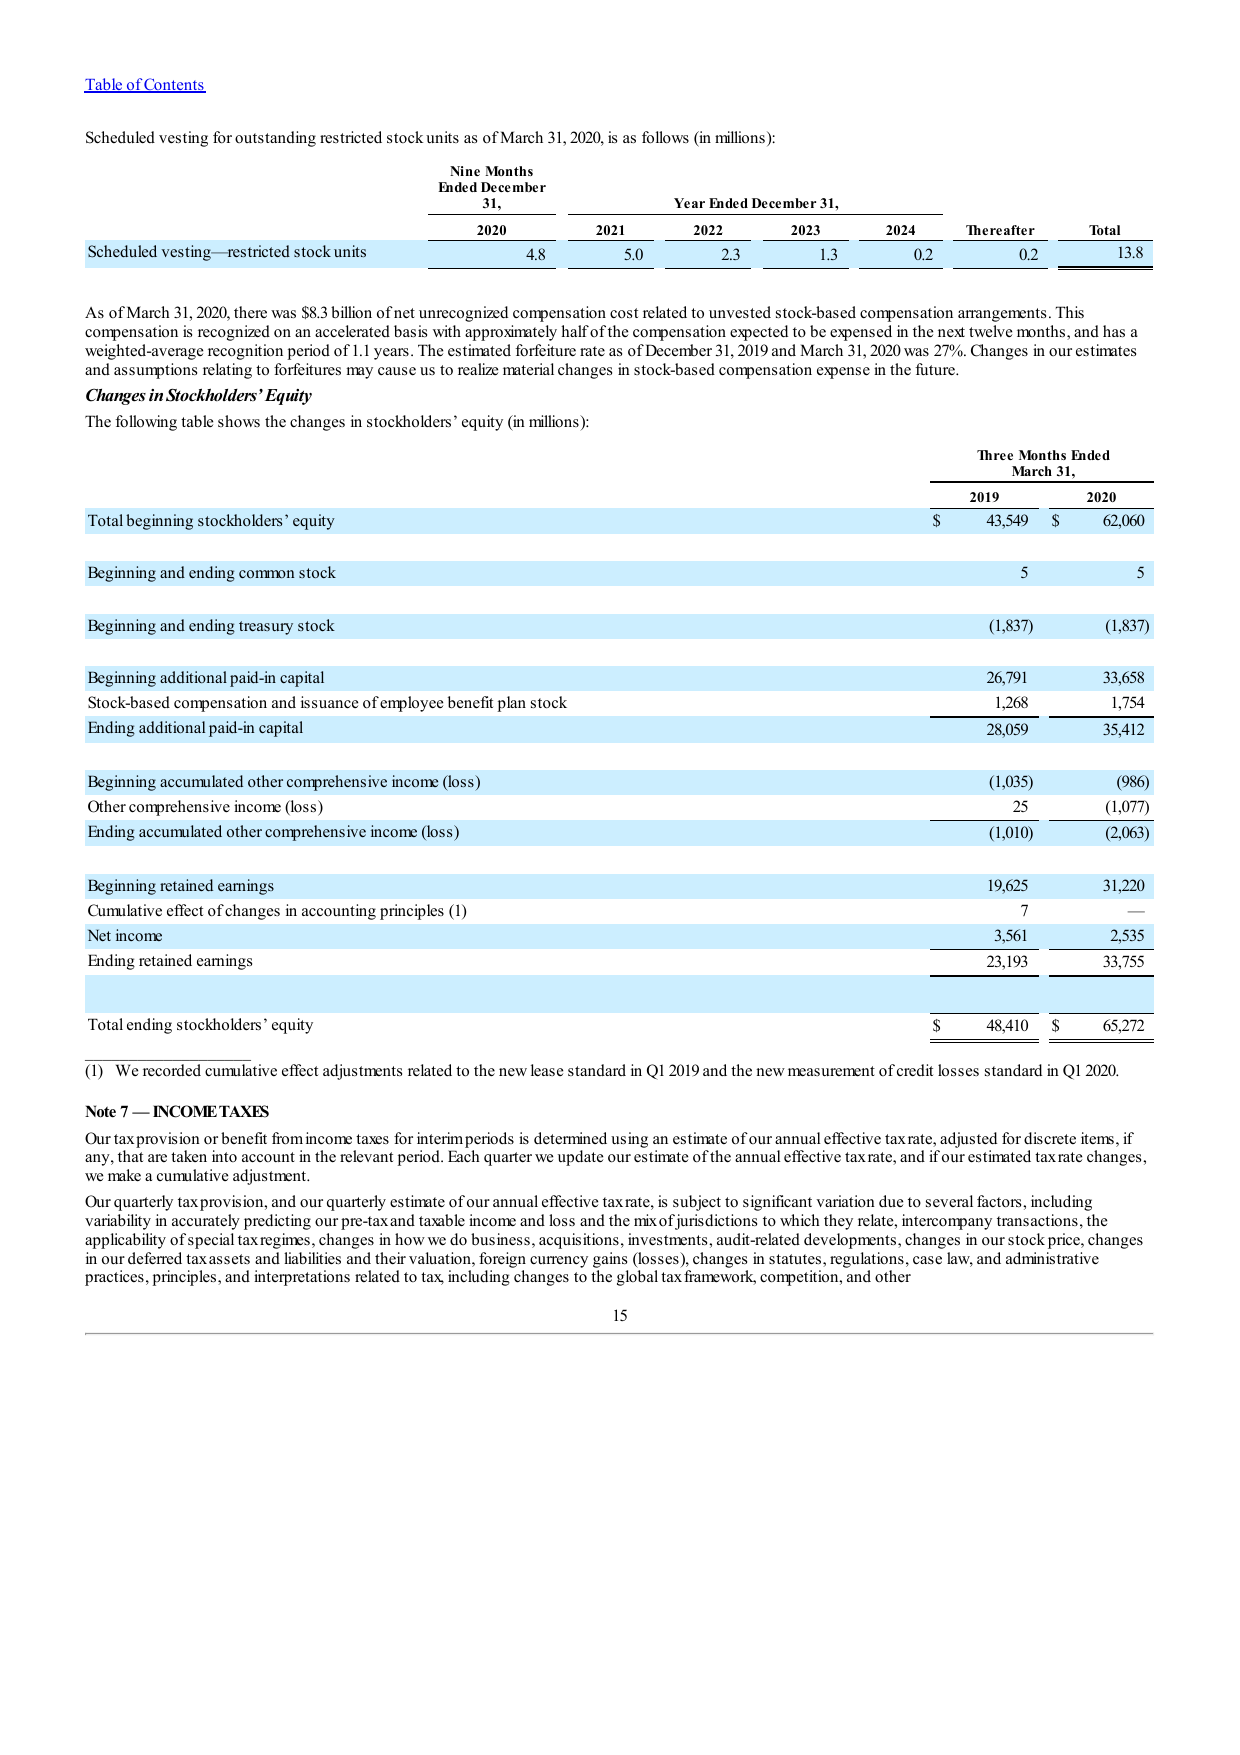 Table of Contents
Scheduled vesting for outstanding restricted stock units as of March 31, 2020, is as follows (in millions):
Nine Months
Ended December
31,
Year Ended December 31,
2020 2021 2022 2023 2024 Thereafter Total
Scheduled vesting—restricted stock units 4.8 5.0 2.3 1.3 0.2 0.2 13.8
As of March 31, 2020, there was $8.3 billion of net unrecognized compensation cost related to unvested stock-based compensation arrangements. This
compensation is recognized on an accelerated basis with approximately half of the compensation expected to be expensed in the next twelve months, and has a
weighted-average recognition period of 1.1 years. The estimated forfeiture rate as of December 31, 2019 and March 31, 2020 was 27%. Changes in our estimates
and assumptions relating to forfeitures may cause us to realize material changes in stock-based compensation expense in the future.
Changes in Stockholders’ Equity
The following table shows the changes in stockholders’ equity (in millions):
Three Months Ended
March 31,
2019 2020
Total beginning stockholders’ equity $ 43,549 $ 62,060
Beginning and ending common stock 5 5
Beginning and ending treasury stock (1,837) (1,837)
Beginning additional paid-in capital 26,791 33,658
Stock-based compensation and issuance of employee benefit plan stock 1,268 1,754
Ending additional paid-in capital 28,059 35,412
Beginning accumulated other comprehensive income (loss) (1,035) (986)
Other comprehensive income (loss) 25 (1,077)
Ending accumulated other comprehensive income (loss) (1,010) (2,063)
Beginning retained earnings 19,625 31,220
Cumulative effect of changes in accounting principles (1) 7 —
Net income 3,561 2,535
Ending retained earnings 23,193 33,755
Total ending stockholders’ equity $ 48,410 $ 65,272
(1) We recorded cumulative effect adjustments related to the new lease standard in Q1 2019 and the new measurement of credit losses standard in Q1 2020.
Note 7 — INCOME TAXES
Our tax provision or benefit from income taxes for interim periods is determined using an estimate of our annual effective tax rate, adjusted for discrete items, if
any, that are taken into account in the relevant period. Each quarter we update our estimate of the annual effective tax rate, and if our estimated tax rate changes,
we make a cumulative adjustment.
Our quarterly tax provision, and our quarterly estimate of our annual effective tax rate, is subject to significant variation due to several factors, including
variability in accurately predicting our pre-tax and taxable income and loss and the mix of jurisdictions to which they relate, intercompany transactions, the
applicability of special tax regimes, changes in how we do business, acquisitions, investments, audit-related developments, changes in our stock price, changes
in our deferred tax assets and liabilities and their valuation, foreign currency gains (losses), changes in statutes, regulations, case law, and administrative
practices, principles, and interpretations related to tax, including changes to the global tax framework, competition, and other
15